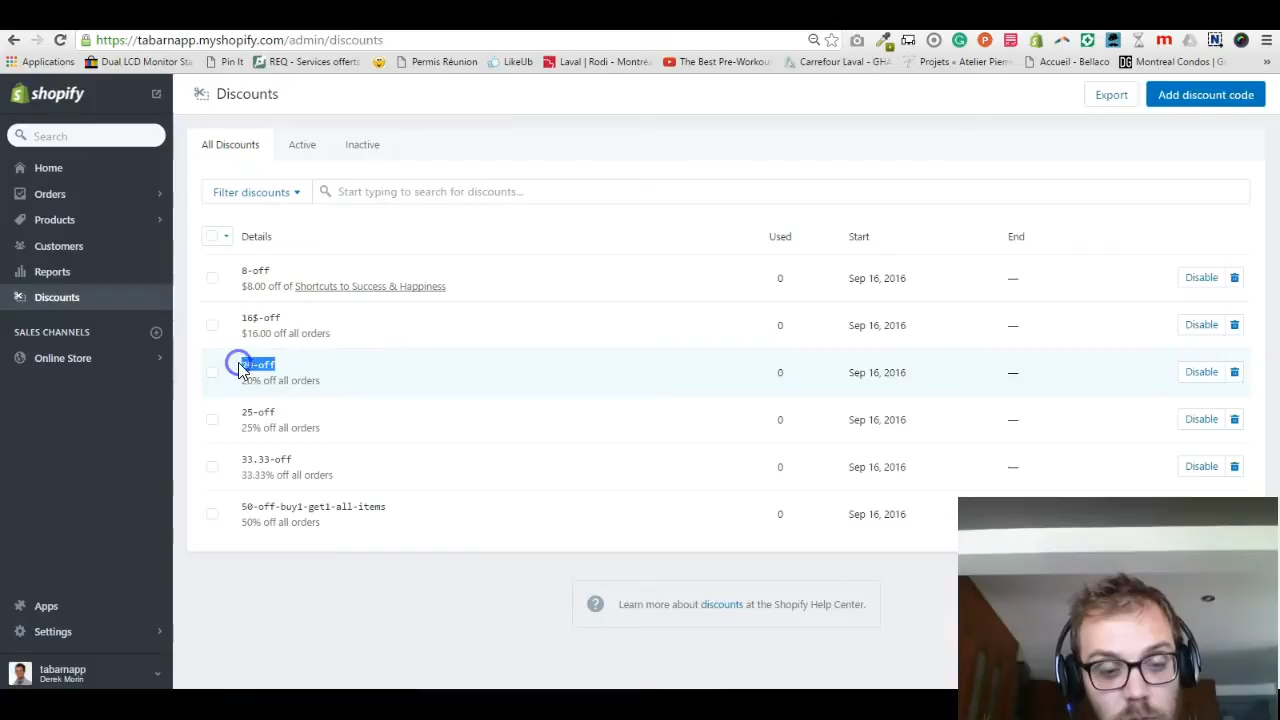 https://tabarnapp.myshopify.com/admin/discounts
Applications Dual LCD Monitor Sta Pin It REQ - Services offerts Permis Réunion LikeUb Laval | Rodi - Montrea The Best Pre-Workou Carrefour Laval - GHA Projets « Atelier Pierr Accueil - Bellaco Montreal Condos | Gr »
shopify
Discounts
Export
Add discount code
Search
All Discounts Active Inactive
Home
Orders
Products
Customers
Reports
Discounts
SALES CHANNELS
Online Store
Apps
Settings
tabarnapp
Derek Morin
Filter discounts
Start typing to search for discounts...
Details Used Start End
8-off
$8.00 off of Shortcuts to Success & Happiness
0 Sep 16, 2016 — Disable
16$-off
$16.00 off all orders
0 Sep 16, 2016 — Disable
20-off
20% off all orders
0 Sep 16, 2016 — Disable
25-off
25% off all orders
0 Sep 16, 2016 — Disable
33.33-off
33.33% off all orders
0 Sep 16, 2016 — Disable
50-off-buy1-get1-all-items
50% off all orders
0 Sep 16, 2016
? Learn more about discounts at the Shopify Help Center.